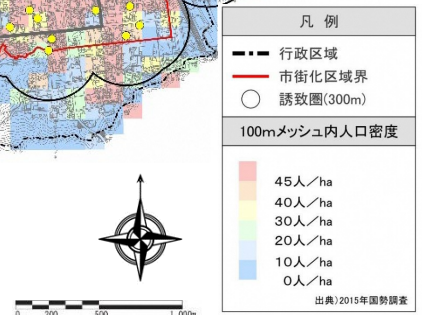 凡 例
行政区域
市街化区域界
誘致圏(300m)
100mメッシュ内人口密度
45人/ha
40人/ha
30人/ha
20人/ha
10人/ha
0人/ha
出典)2015年国勢調査
0 200 500 1,000m